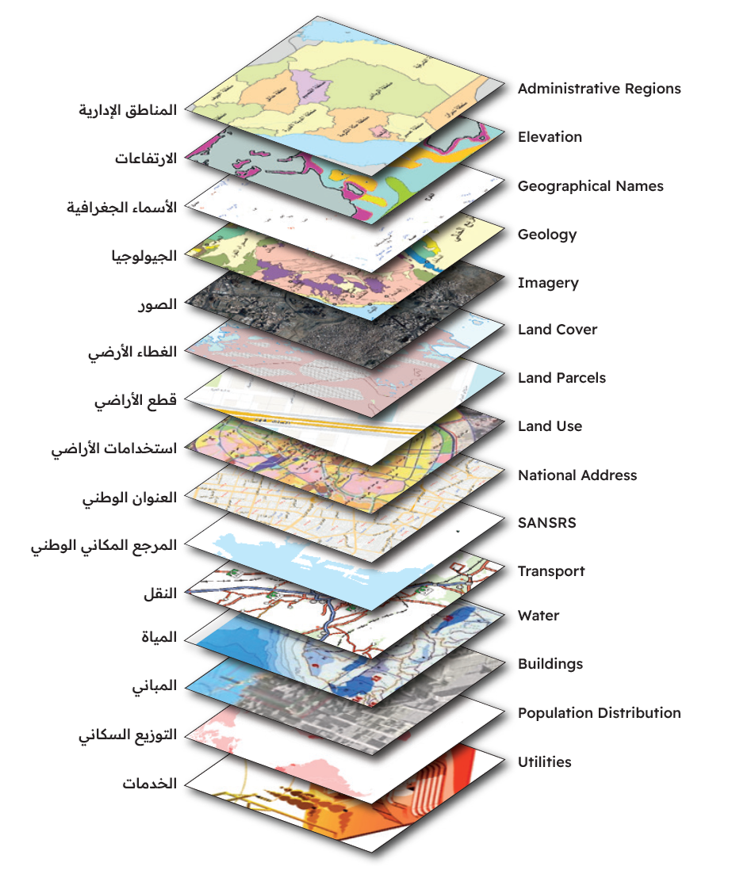 Administrative Regions
المناطق الإدارية
Elevation
الارتفاعات
Geographical Names
الأسماء الجغرافية
Geology
الجيولوجيا
Imagery
الصور
Land Cover
الغطاء الأرضي
Land Parcels
قطع الأراضي
Land Use
استخدامات الأراضي
National Address
العنوان الوطني
SANSRS
المرجع المكاني الوطني
Transport
النقل
Water
المياة
Buildings
المباني
Population Distribution
التوزيع السكاني
Utilities
الخدمات